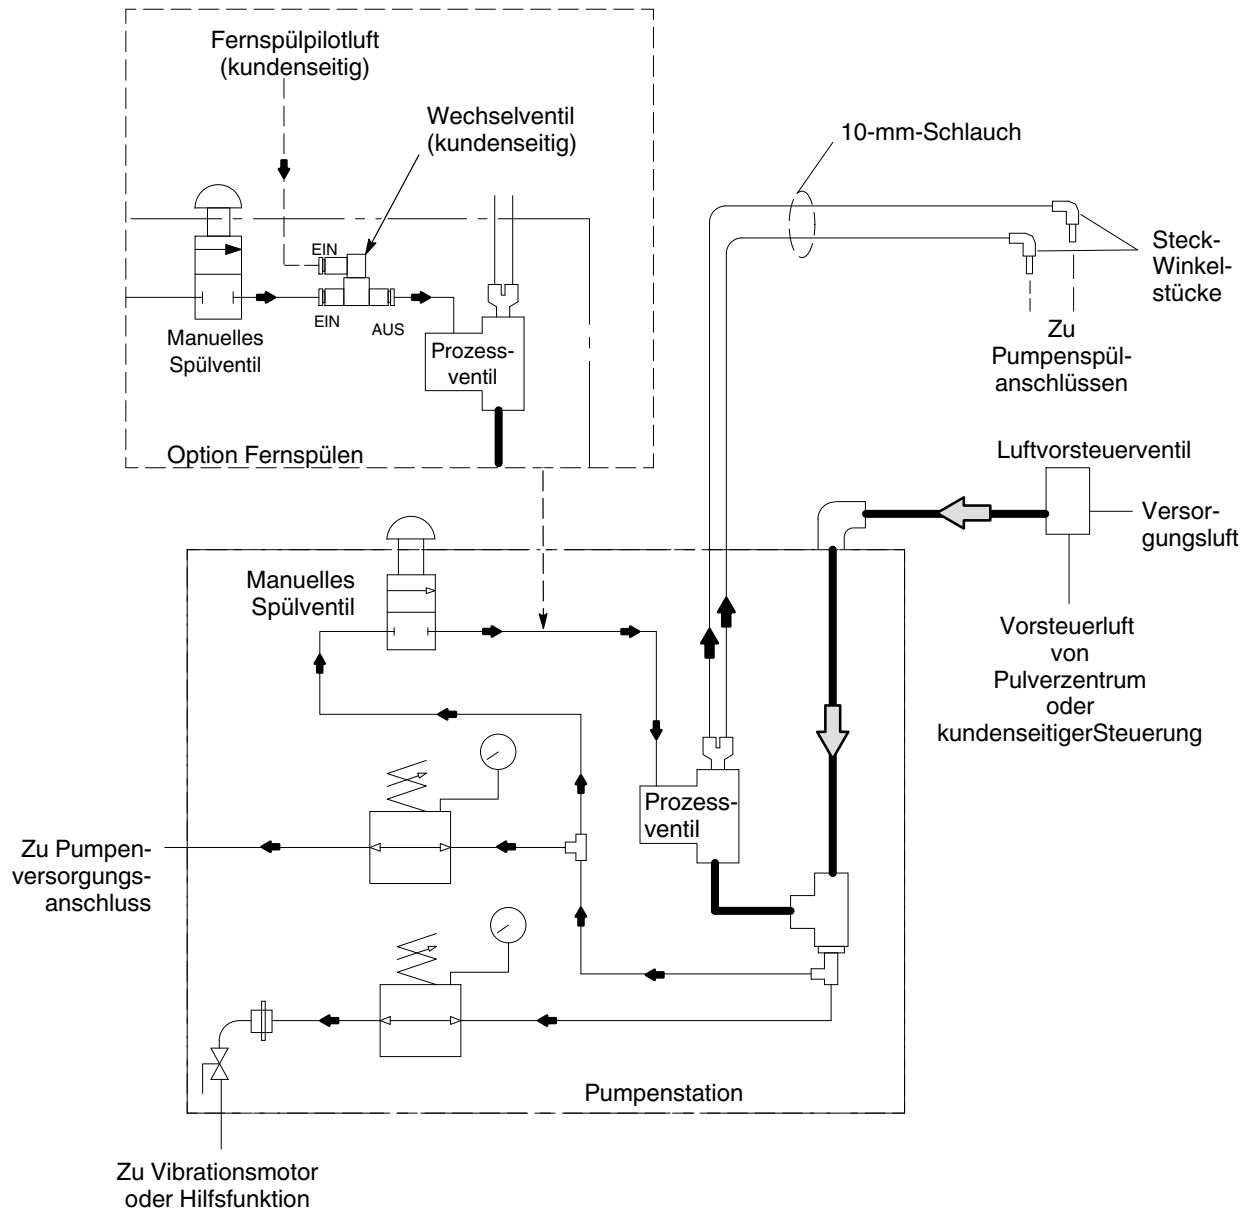 Fernspülpilotluft
(kundenseitig)
Wechselventil
(kundenseitig)
10-mm-Schlauch
EIN
Steck-
Winkel-
stücke
EIN
AUS
Manuelles
Spülventil
Prozess-
ventil
Zu
Pumpenspül-
anschlüssen
Option Fernspülen
Luftvorsteuerventil
Versor-
gungsluft
Manuelles
Spülventil
Vorsteuerluft
von
Pulverzentrum
oder
kundenseitigerSteuerung
Prozess-
ventil
Zu Pumpen-
versorgungs-
anschluss
Pumpenstation
Zu Vibrationsmotor
oder Hilfsfunktion